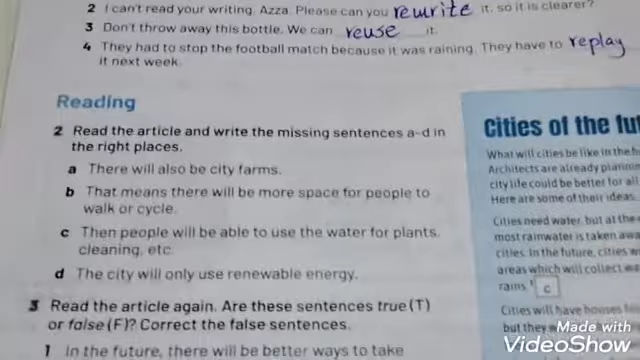 2 I can't read your writing, Azza. Please can you rewrite it, so it is clearer?
3 Don't throw away this bottle. We can reuse it.
4 They had to stop the football match because it was raining. They have to replay
it next week.
Reading
2 Read the article and write the missing sentences a-d in
the right places.
a There will also be city farms.
b That means there will be more space for people to
walk or cycle.
c Then people will be able to use the water for plants,
cleaning, etc.
d The city will only use renewable energy.
3 Read the article again. Are these sentences true (T)
or false (F)? Correct the false sentences.
1 In the future, there will be better ways to take
Cities of the fu
What will cities be like in the
Architects are already
city life could be better for all
Here are some of their ideas.
Cities need water, but at the
most rainwater is taken
cities. In the future, cities
areas which will collect
rains. c
Cities will have houses
but they
Made with
VideoShow